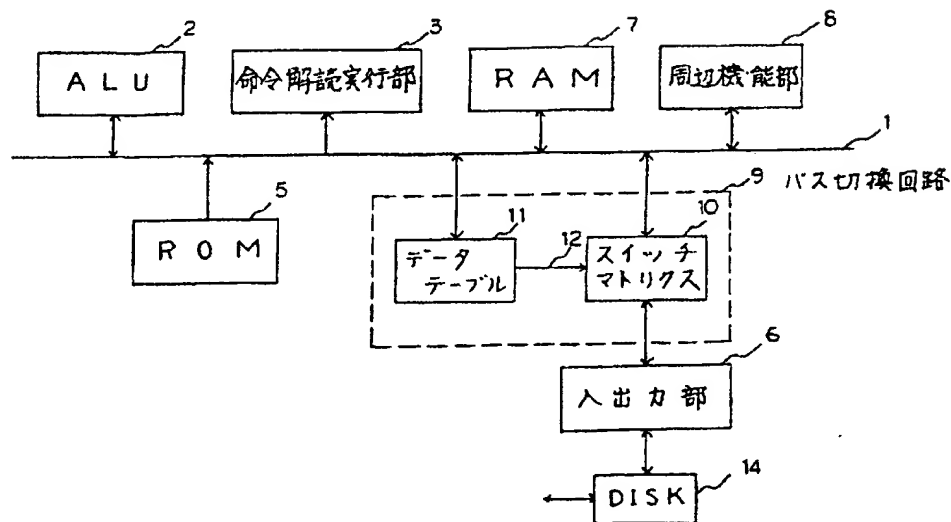 2
3
7
8
ALU
命令解読実行部
RAM
周辺機能部
1
バス切換回路
9
5
ROM
11
10
データ
テーブル
12
スイッチ
マトリクス
6
入出力部
14
DISK